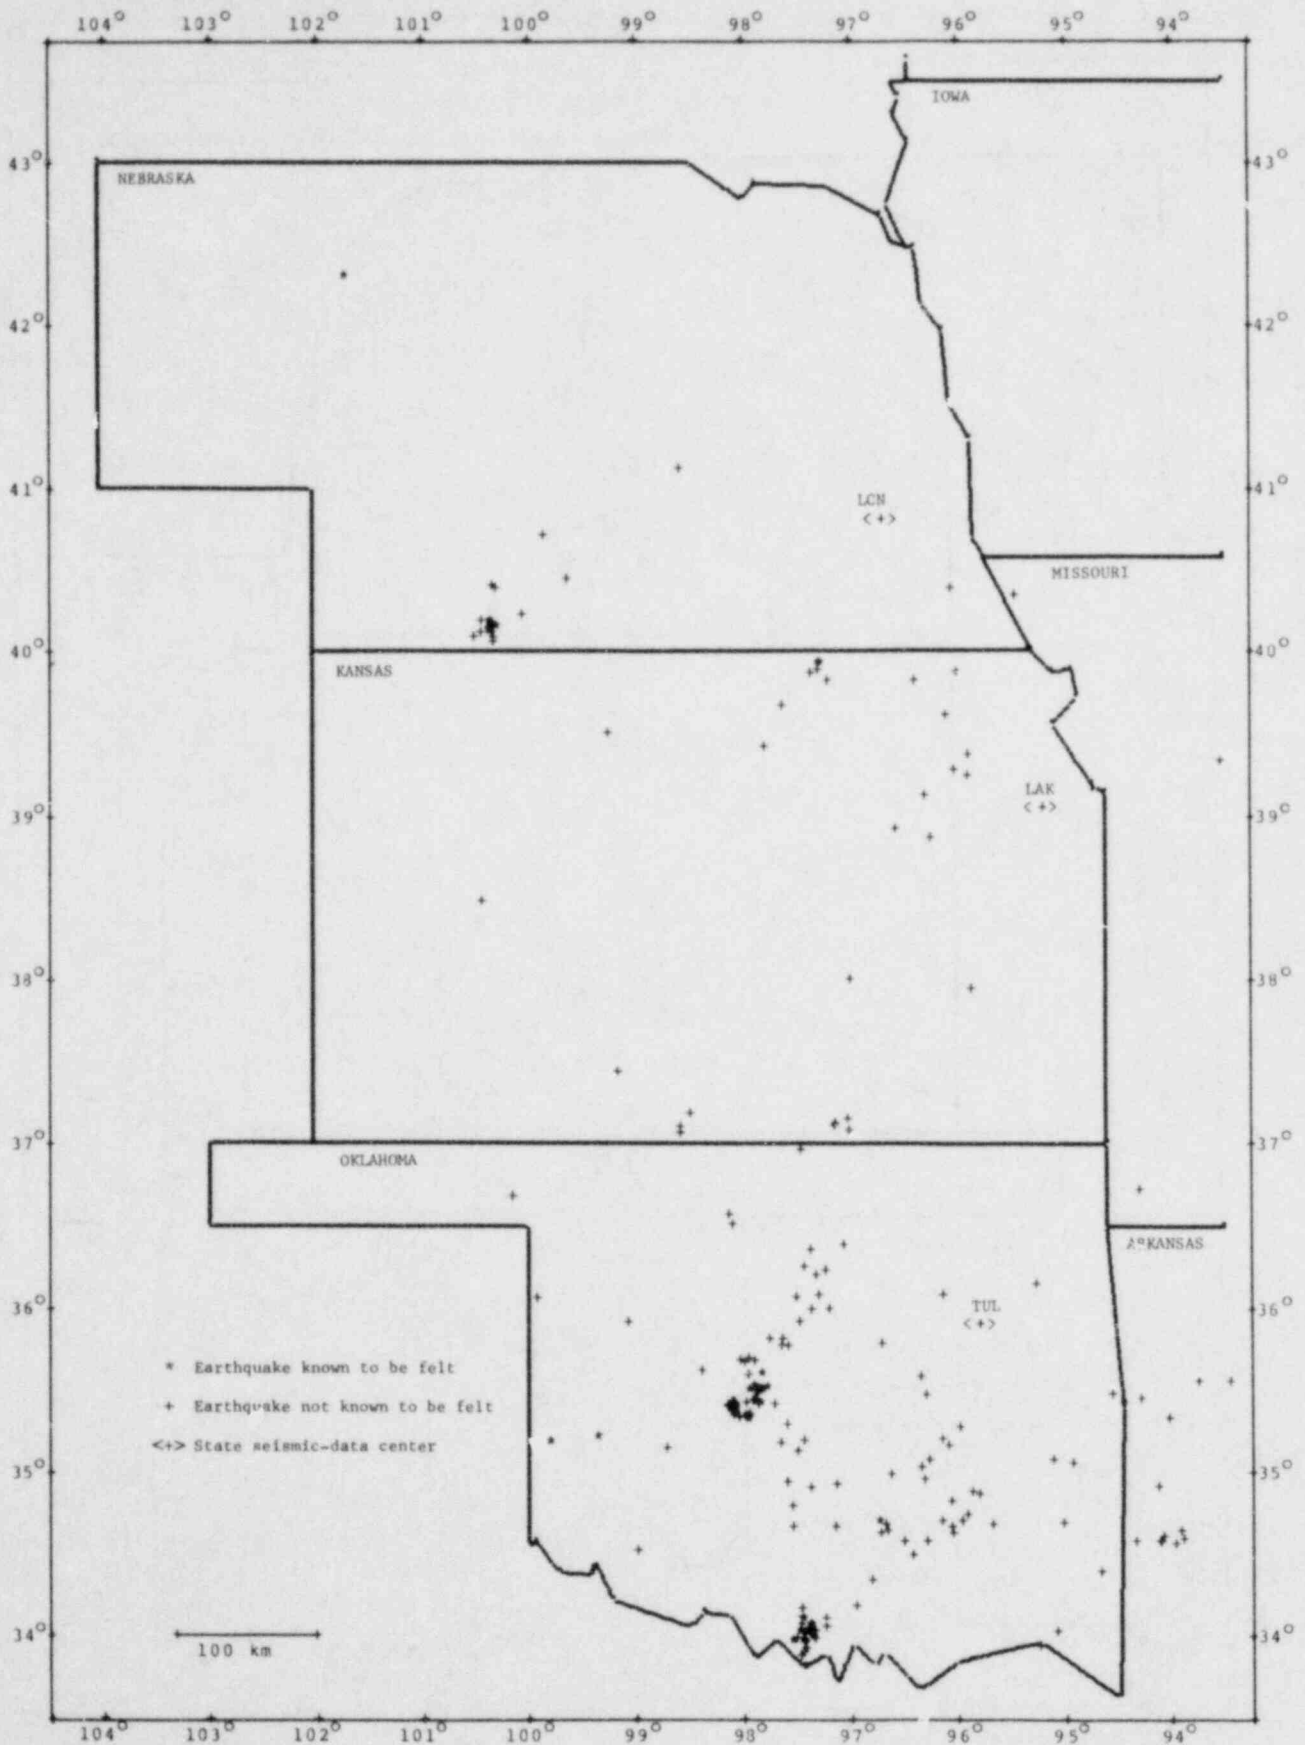 104° 103° 102° 101° 100° 99° 98° 97° 96° 95° 94°
IOWA
43° 43°
NEBRASKA
42° 42°
41° 41°
LCN
<+>
MISSOURI
40° 40°
KANSAS
LAK
<+>
39° 39°
38° 38°
37° 37°
OKLAHOMA
ARKANSAS
36° 36°
TUL
<+>
* Earthquake known to be felt
+ Earthquake not known to be felt
<+> State seismic-data center
35° 35°
34° 34°
100 km
104° 103° 102° 101° 100° 99° 98° 97° 96° 95° 94°